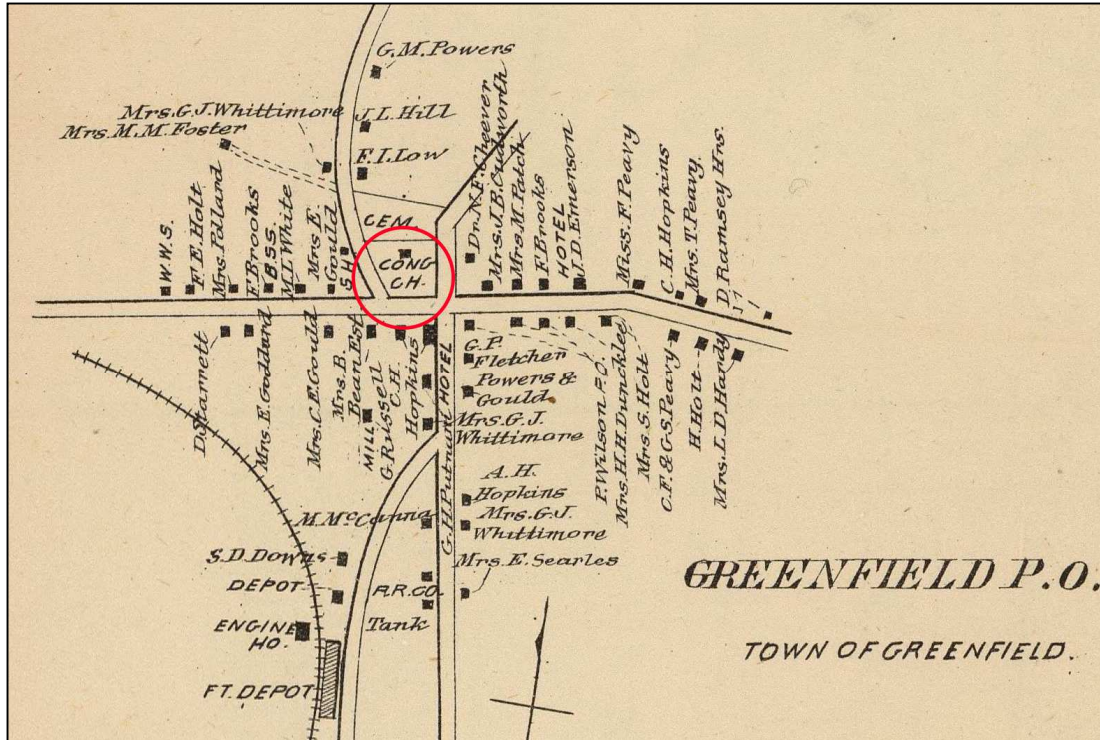 G.M. Powers
Mrs. G.J. Whittimore
J.L. Hill
Mrs. M.M. Foster
F.I. Low
CEM.
CONG
CH.
W.W.S.
F.E. Holt
Mrs. Pollard
F. Brooks
B.S.S.
M.I. White
Mrs E.
Gould
S.H.
Dr. N.F. Cheever
Mrs. J.B. Cudworth
Mrs. M. Patch
F. Brooks
HOTEL
J.D. Emerson
Miss. F. Peavy
C.H. Hopkins
Mrs. T. Peavy
D. Ramsey Hrs.
D. Starrett
Mrs. E. Goddard
Mrs. C.E. Gould
Mrs. B.
Bean Est
MILL
G. Russell
C.H.
Hopkins
G.H. Putnam HOTEL
G.P.
Fletcher
Powers &
Gould
Mrs. G.J.
Whittimore
P. Wilson P.O.
Mrs. H.H. Duncklee
Mrs. S. Holt
C.F. & G.S. Peavy
H. Holt
Mrs. L.D. Handy
A.H.
Hopkins
Mrs. G.J.
Whittimore
M. McCanna
Mrs. E. Searles
S.D. Downs
DEPOT
R.R. CO.
Tank
ENGINE
HO.
FT. DEPOT
GREENFIELD P.O.
TOWN OF GREENFIELD.